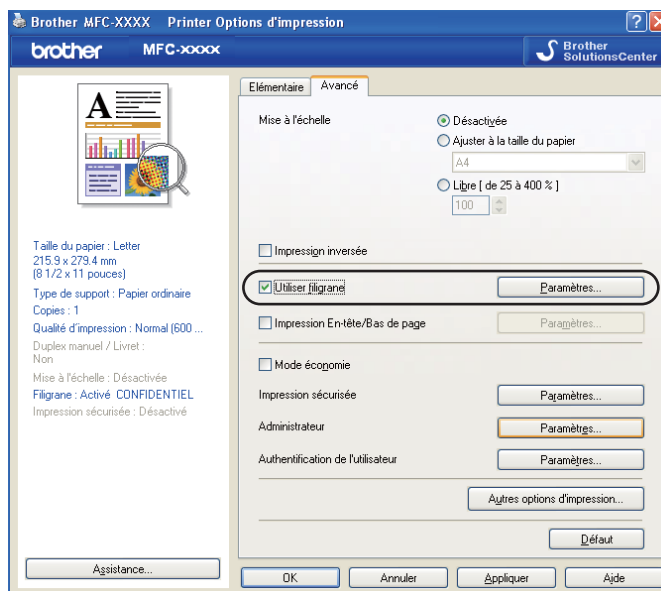 Brother MFC-XXXX Printer Options d'impression
brother MFC-xxxx
Brother
SolutionsCenter
Elémentaire Avancé
A
Mise à l'échelle
Désactivée
Ajuster à la taille du papier
A4
Libre [ de 25 à 400 % ]
100
Taille du papier : Letter
215.9 x 279.4 mm
(8 1/2 x 11 pouces)
Type de support : Papier ordinaire
Copies : 1
Qualité d'impression : Normal (600 ...
Duplex manuel / Livret :
Non
Mise à l'échelle : Désactivée
Filigrane : Activé CONFIDENTIEL
Impression sécurisée : Désactivé
Impression inversée
Utiliser filigrane Paramètres...
Impression En-tête/Bas de page Paramètres...
Mode économie
Impression sécurisée Paramètres...
Administrateur Paramètres...
Authentification de l'utilisateur Paramètres...
Autres options d'impression...
Défaut
Assistance...
OK Annuler Appliquer Aide